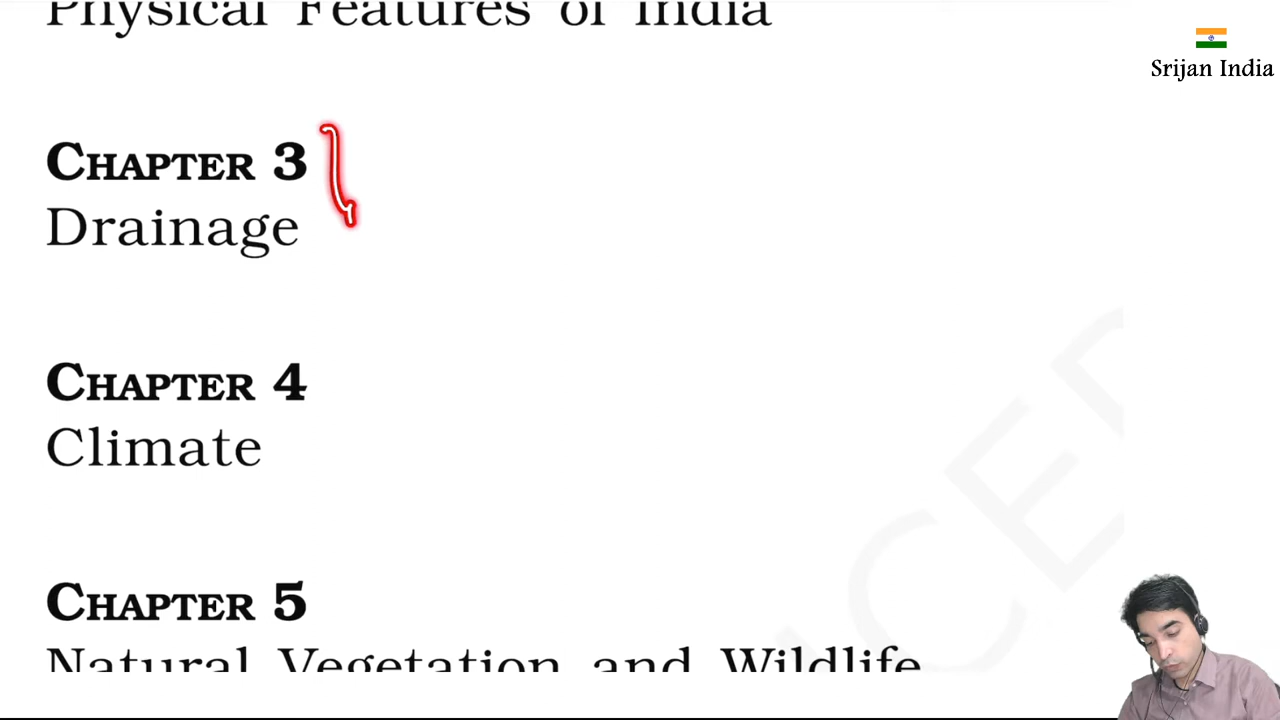 Physical Features of India
Srijan India
CHAPTER 3
Drainage
CHAPTER 4
Climate
CHAPTER 5
Natural Vegetation and Wildlife